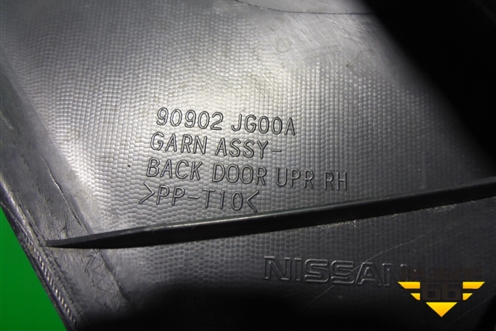 90902 JG00A
GARN ASSY
BACK DOOR UPR RH
>PP-T10<
NISSAN